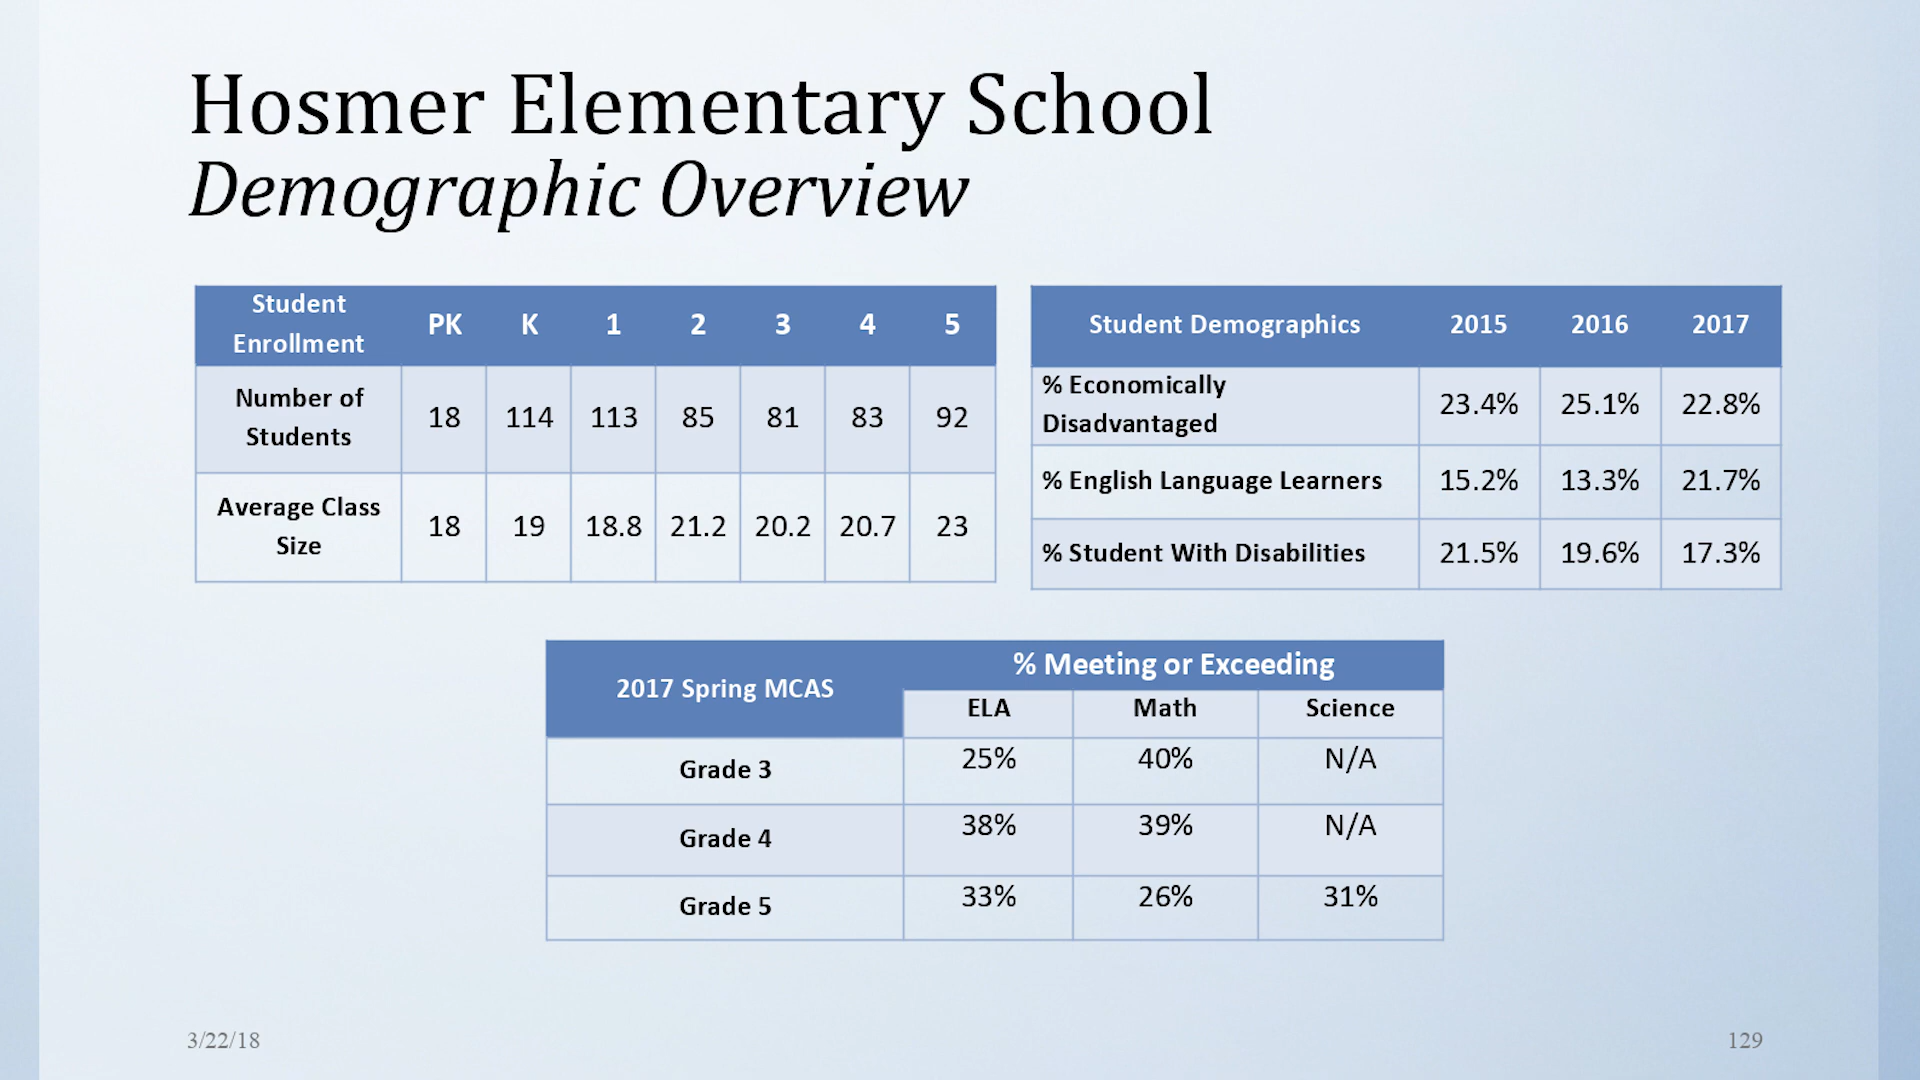 Hosmer Elementary School
Demographic Overview
Student Enrollment PK K 1 2 3 4 5
Number of Students 18 114 113 85 81 83 92
Average Class Size 18 19 18.8 21.2 20.2 20.7 23
Student Demographics 2015 2016 2017
% Economically Disadvantaged 23.4% 25.1% 22.8%
% English Language Learners 15.2% 13.3% 21.7%
% Student With Disabilities 21.5% 19.6% 17.3%
2017 Spring MCAS % Meeting or Exceeding
ELA Math Science
Grade 3 25% 40% N/A
Grade 4 38% 39% N/A
Grade 5 33% 26% 31%
3/22/18 129